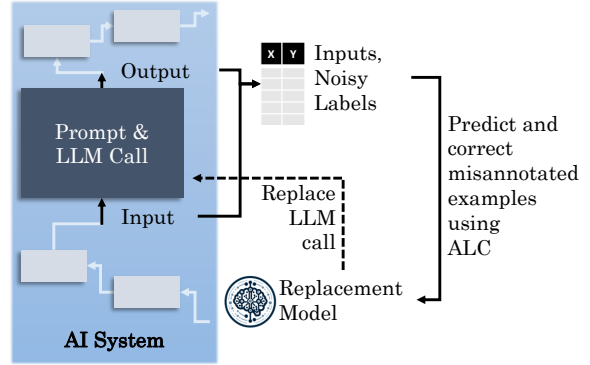 Output
Prompt &
LLM Call
Input
AI System
X Y
Inputs,
Noisy
Labels
Predict and
correct
misannotated
examples
using
ALC
Replace
LLM
call
Replacement
Model